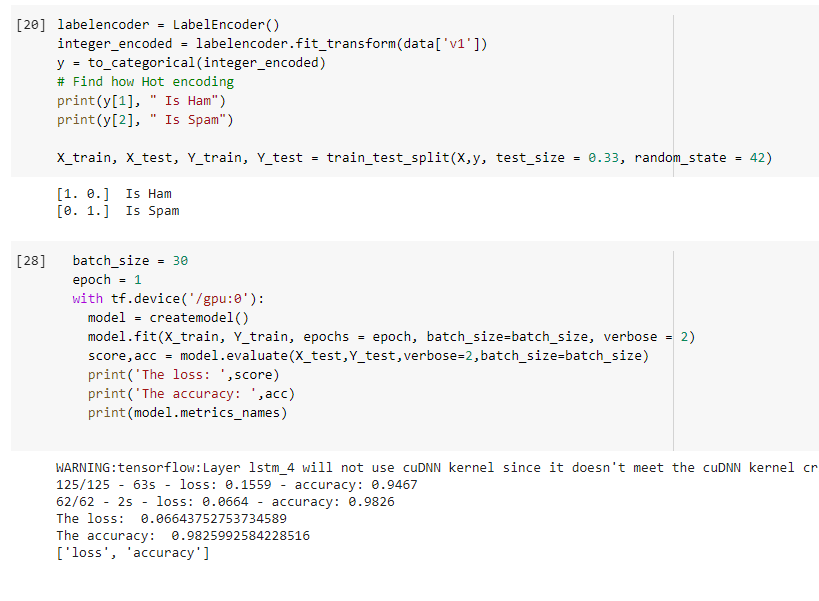 [20] labelencoder = LabelEncoder()
integer_encoded = labelencoder.fit_transform(data['v1'])
y = to_categorical(integer_encoded)
# Find how Hot encoding
print(y[1], " Is Ham")
print(y[2], " Is Spam")
X_train, X_test, Y_train, Y_test = train_test_split(X,y, test_size = 0.33, random_state = 42)
[1. 0.]  Is Ham
[0. 1.]  Is Spam
[28] batch_size = 30
epoch = 1
with tf.device('/gpu:0'):
model = createmodel()
model.fit(X_train, Y_train, epochs = epoch, batch_size=batch_size, verbose = 2)
score,acc = model.evaluate(X_test,Y_test,verbose=2,batch_size=batch_size)
print('The loss: ',score)
print('The accuracy: ',acc)
print(model.metrics_names)
WARNING:tensorflow:Layer lstm_4 will not use cuDNN kernel since it doesn't meet the cuDNN kernel cr
125/125 - 63s - loss: 0.1559 - accuracy: 0.9467
62/62 - 2s - loss: 0.0664 - accuracy: 0.9826
The loss:  0.06643752753734589
The accuracy:  0.9825992584228516
['loss', 'accuracy']